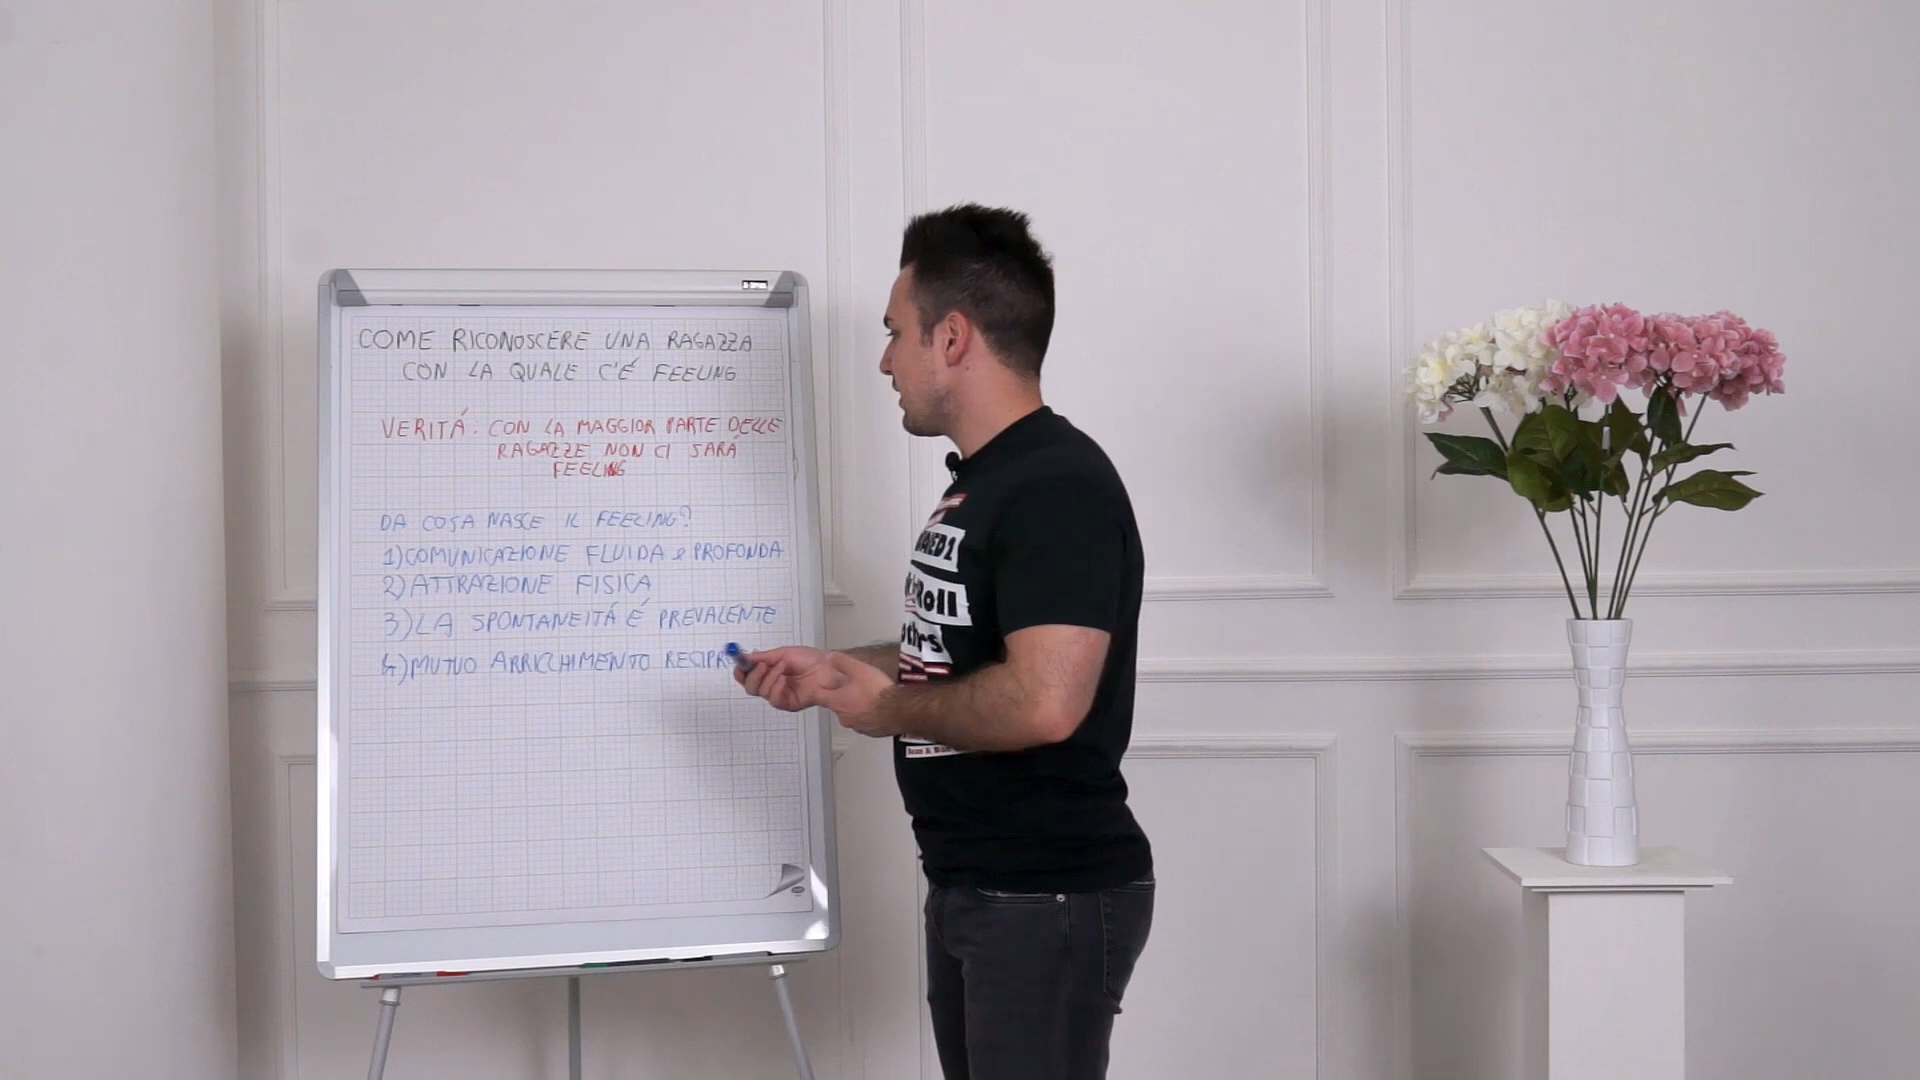 COME RICONOSCERE UNA RAGAZZA
CON LA QUALE C'É FEELING
VERITÁ: CON LA MAGGIOR PARTE DELLE
RAGAZZE NON CI SARÁ
FEELING
DA COSA NASCE IL FEELING?
1) COMUNICAZIONE FLUIDA e PROFONDA
2) ATTRAZIONE FISICA
3) LA SPONTANEITÁ É PREVALENTE
4) MUTUO ARRICCHIMENTO
Roll